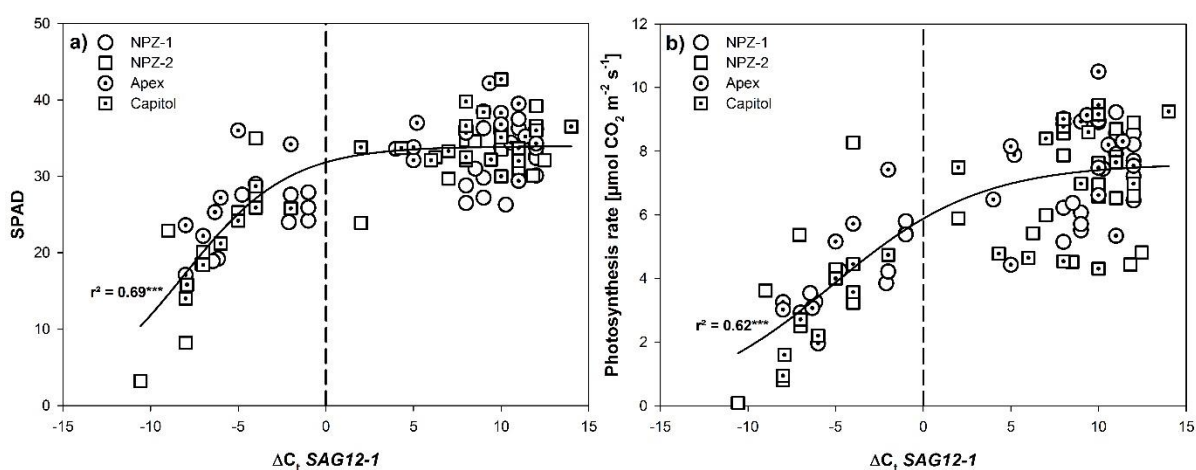 a)
NPZ-1
NPZ-2
Apex
Capitol
50
40
30
20
10
0
SPAD
r² = 0.69***
-15 -10 -5 0 5 10 15
ΔCt SAG12-1
b)
NPZ-1
NPZ-2
Apex
Capitol
12
10
8
6
4
2
0
Photosynthesis rate [µmol CO₂ m⁻² s⁻¹]
r² = 0.62***
-15 -10 -5 0 5 10 15
ΔCt SAG12-1